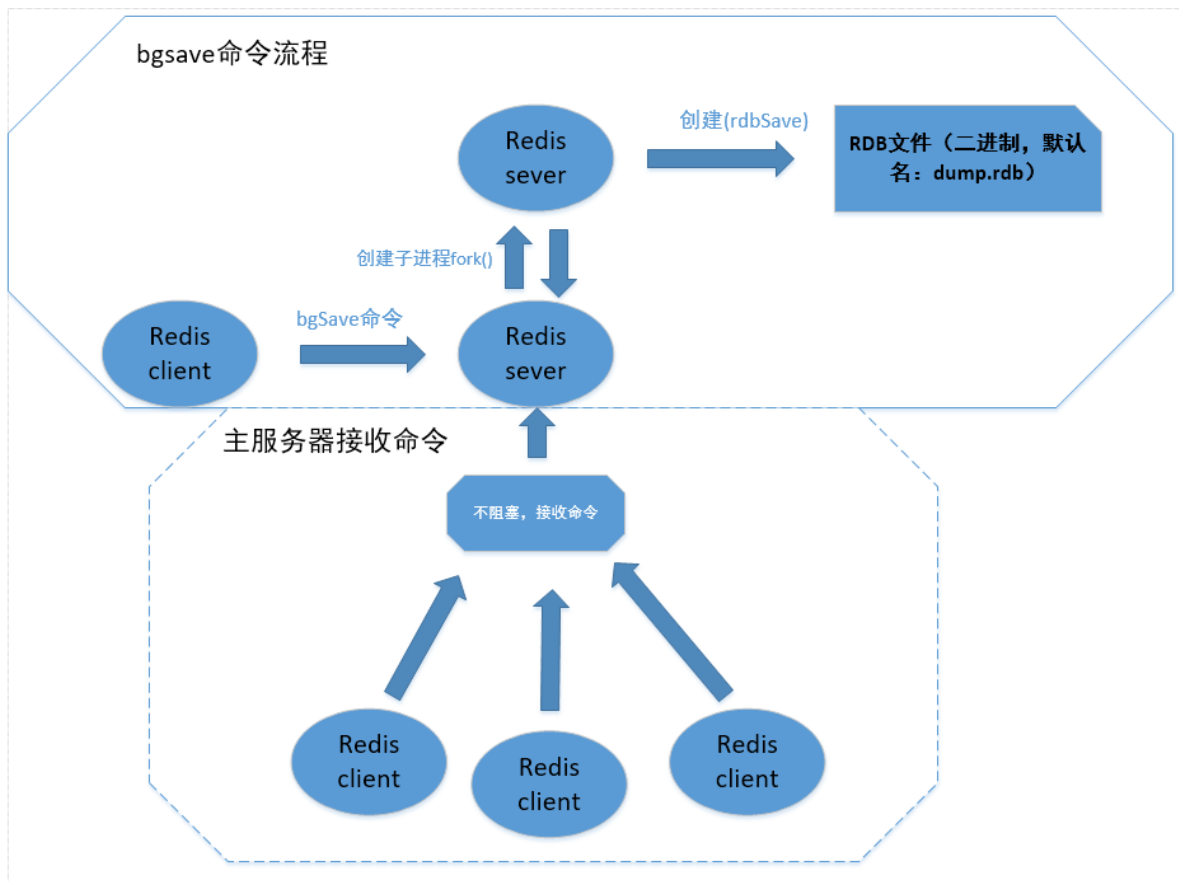 bgsave命令流程
Redis
sever
创建(rdbSave)
RDB文件（二进制，默认
名：dump.rdb）
创建子进程fork()
Redis
client
bgSave命令
Redis
sever
主服务器接收命令
不阻塞，接收命令
Redis
client
Redis
client
Redis
client